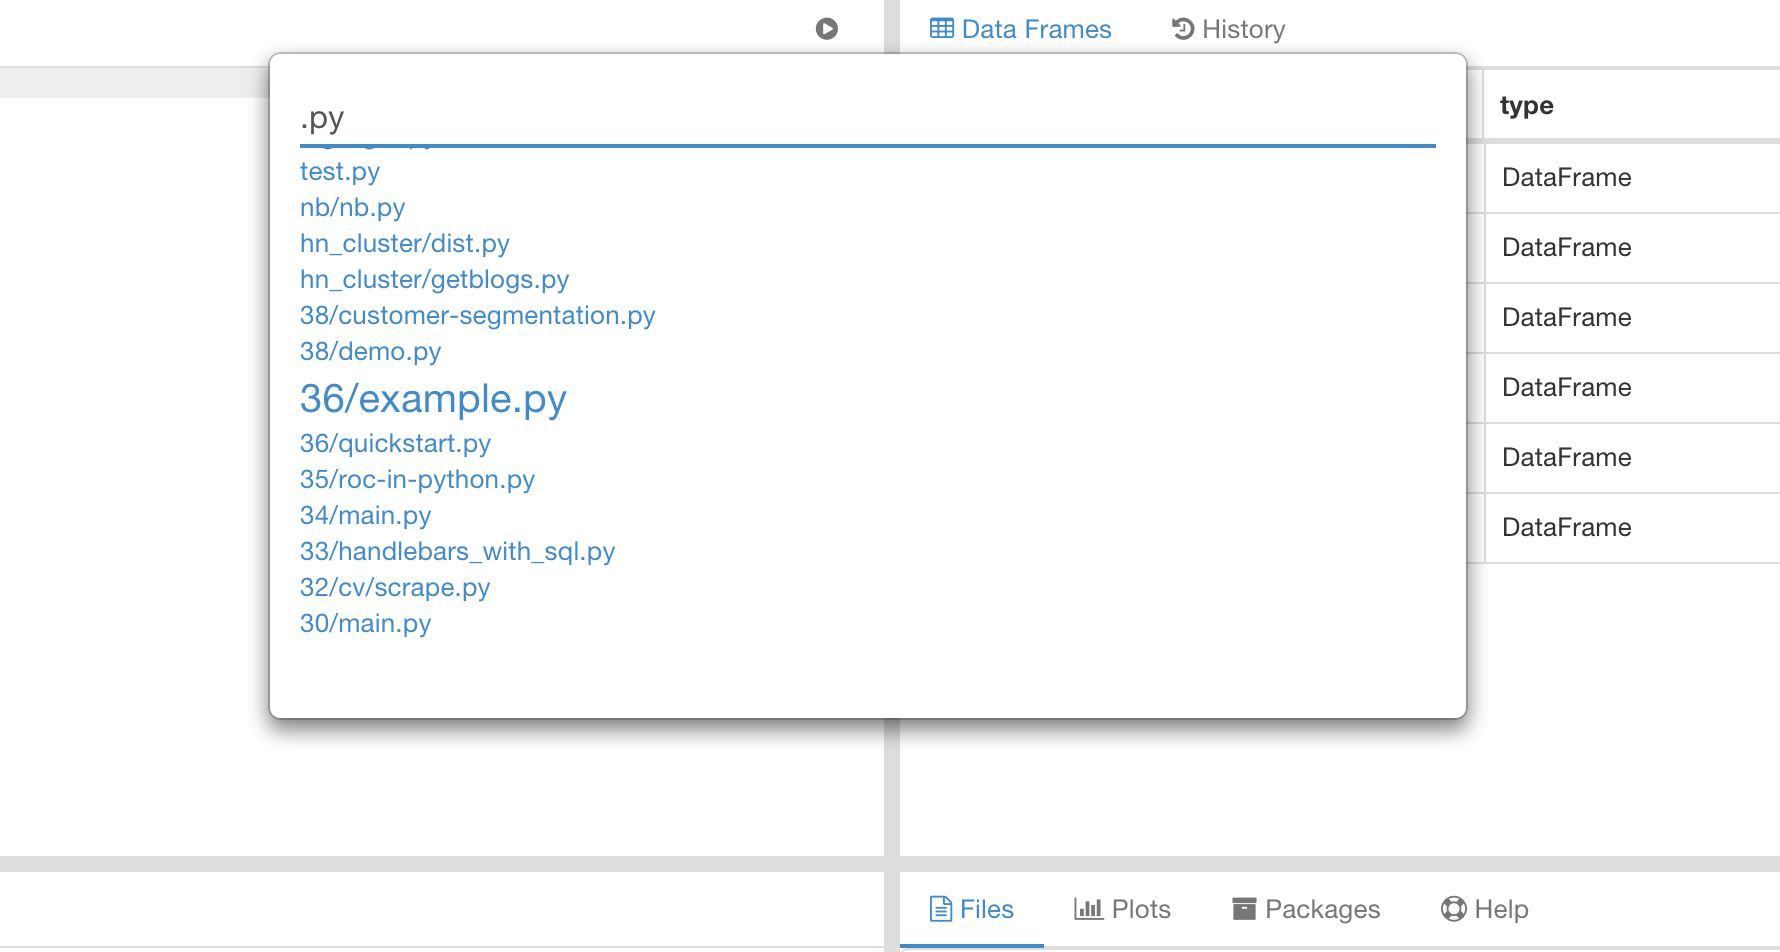 Data Frames History
.py
type
test.py
nb/nb.py
hn_cluster/dist.py
hn_cluster/getblogs.py
38/customer-segmentation.py
38/demo.py
36/example.py
36/quickstart.py
35/roc-in-python.py
34/main.py
33/handlebars_with_sql.py
32/cv/scrape.py
30/main.py
DataFrame
DataFrame
DataFrame
DataFrame
DataFrame
DataFrame
Files Plots Packages Help